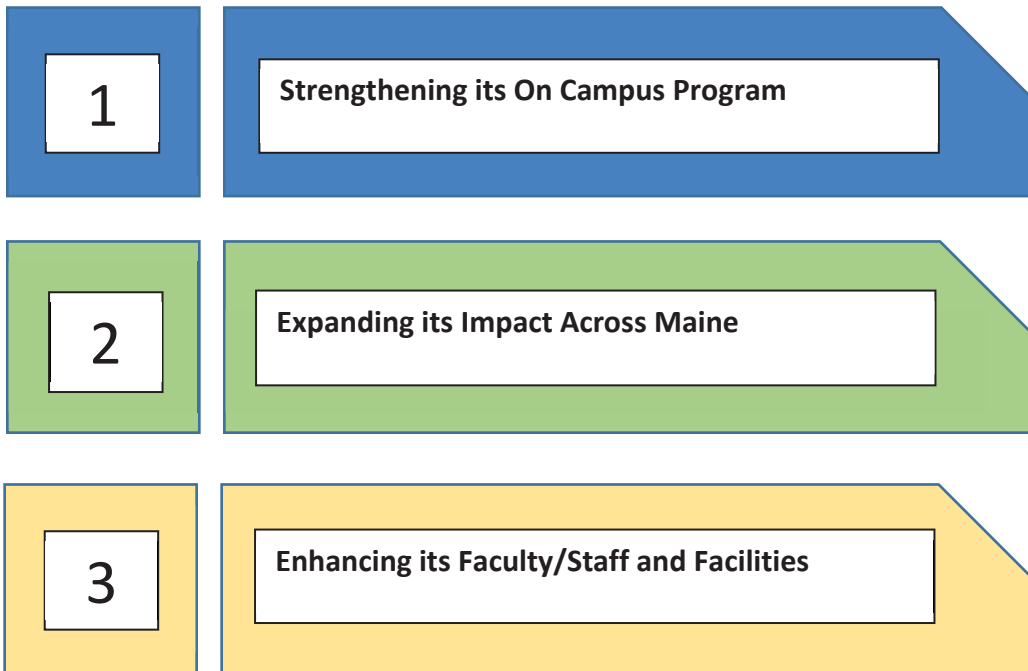 1
Strengthening its On Campus Program
2
Expanding its Impact Across Maine
3
Enhancing its Faculty/Staff and Facilities